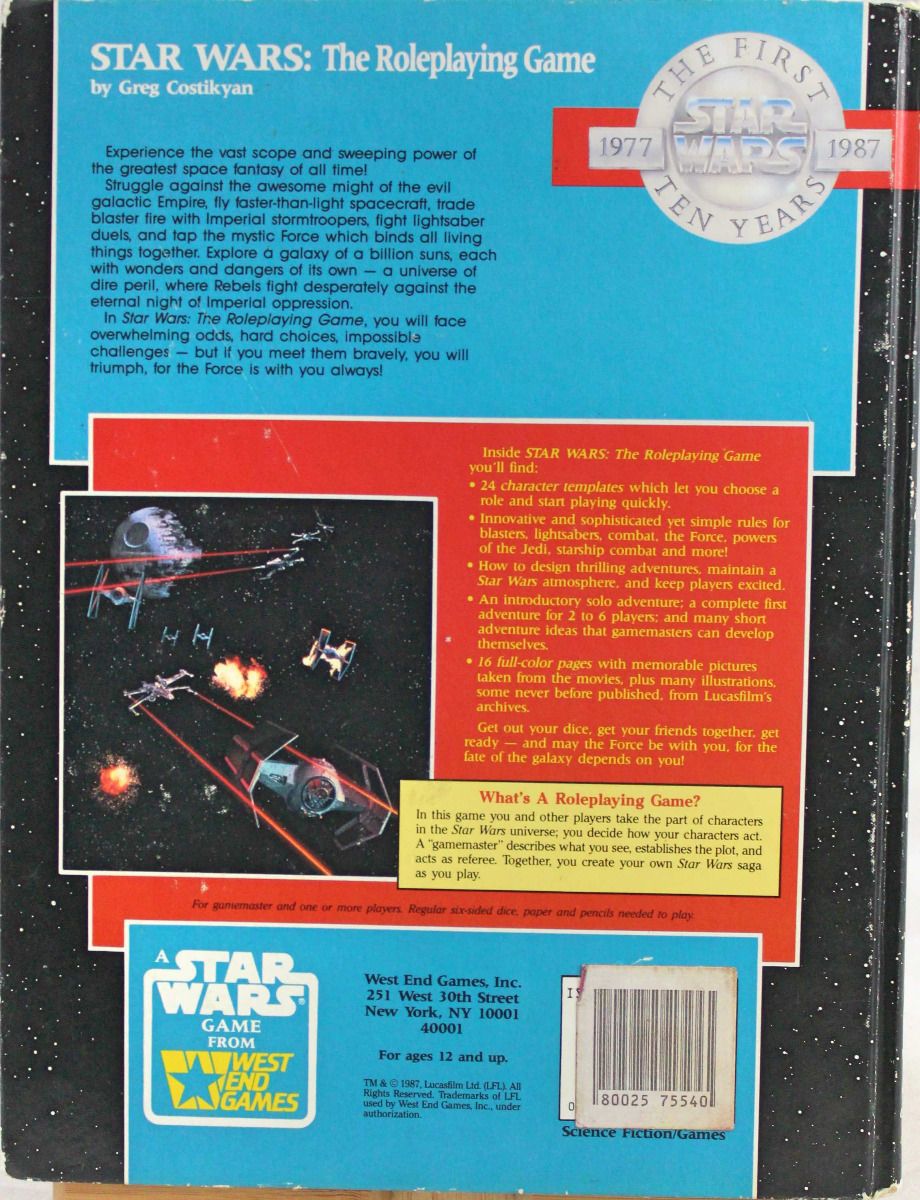 STAR WARS: The Roleplaying Game
by Greg Costikyan
THE FIRST
STAR
WARS
1977
1987
TEN YEARS
Experience the vast scope and sweeping power of
the greatest space fantasy of all time!
Struggle against the awesome might of the evil
galactic Empire, fly faster-than-light spacecraft, trade
blaster fire with Imperial stormtroopers, fight lightsaber
duels, and tap the mystic Force which binds all living
things together. Explore a galaxy of a billion suns, each
with wonders and dangers of its own — a universe of
dire peril, where Rebels fight desperately against the
eternal night of Imperial oppression.
In Star Wars: The Roleplaying Game, you will face
overwhelming odds, hard choices, impossible
challenges — but if you meet them bravely, you will
triumph, for the Force is with you always!
Inside STAR WARS: The Roleplaying Game
you'll find:
• 24 character templates which let you choose a
role and start playing quickly.
• Innovative and sophisticated yet simple rules for
blasters, lightsabers, combat, the Force, powers
of the Jedi, starship combat and more!
• How to design thrilling adventures, maintain a
Star Wars atmosphere, and keep players excited.
• An introductory solo adventure; a complete first
adventure for 2 to 6 players; and many short
adventure ideas that gamemasters can develop
themselves.
• 16 full-color pages with memorable pictures
taken from the movies, plus many illustrations,
some never before published, from Lucasfilm's
archives.
Get out your dice, get your friends together, get
ready — and may the Force be with you, for the
fate of the galaxy depends on you!
What's A Roleplaying Game?
In this game you and other players take the part of characters
in the Star Wars universe; you decide how your characters act.
A "gamemaster" describes what you see, establishes the plot, and
acts as referee. Together, you create your own Star Wars saga
as you play.
For gamemaster and one or more players. Regular six-sided dice, paper and pencils needed to play.
A
STAR
WARS®
GAME
FROM
WEST
END
GAMES
West End Games, Inc.
251 West 30th Street
New York, NY 10001
40001
For ages 12 and up.
TM & © 1987, Lucasfilm Ltd. (LFL). All
Rights Reserved. Trademarks of LFL
used by West End Games, Inc., under
authorization.
IS
0
80025 75540
Science Fiction/Games